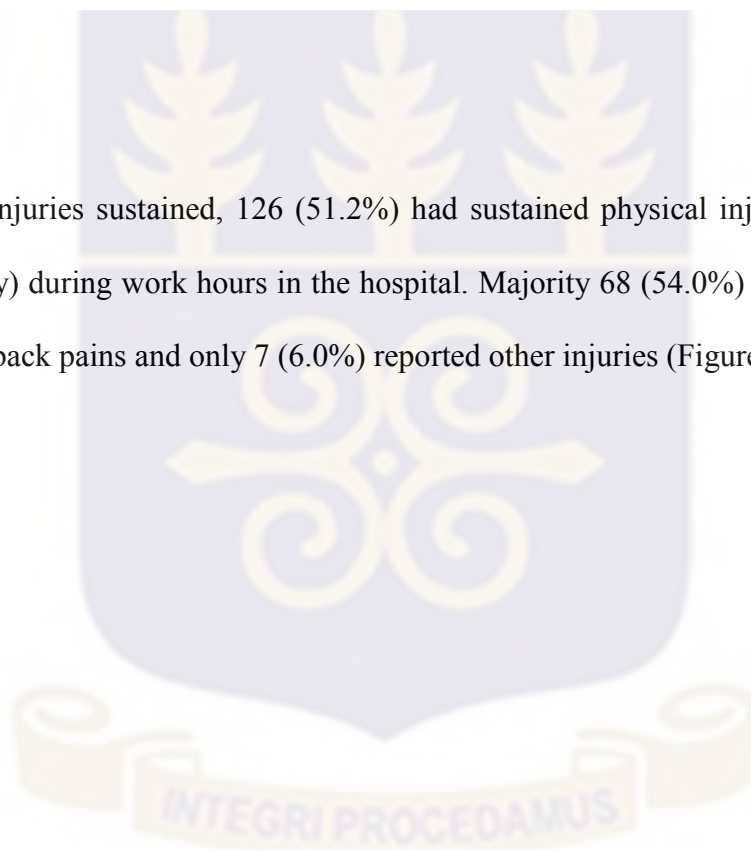 njuries sustained, 126 (51.2%) had sustained physical inj
y) during work hours in the hospital. Majority 68 (54.0%)
back pains and only 7 (6.0%) reported other injuries (Figure
INTEGRI PROCEDAMUS